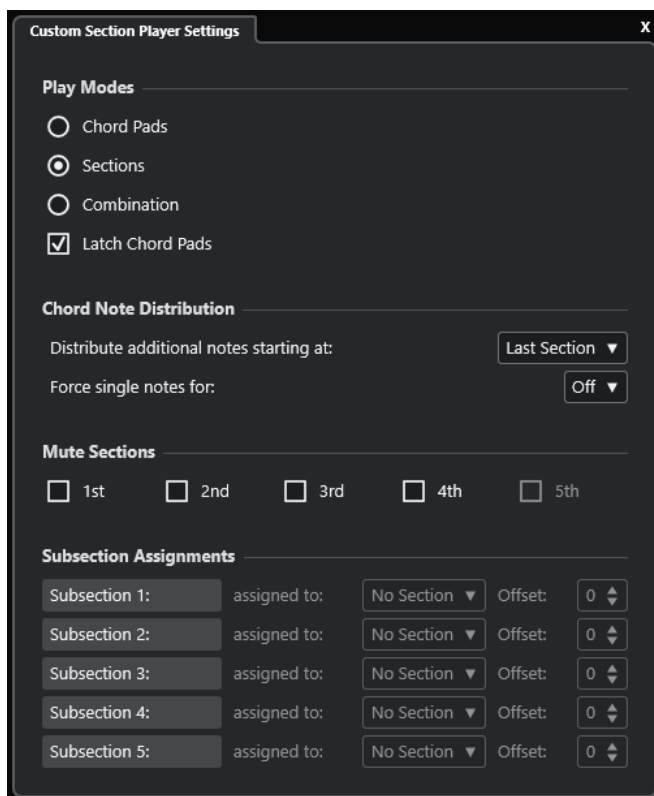 Custom Section Player Settings X
Play Modes
Chord Pads
Sections
Combination
Latch Chord Pads
Chord Note Distribution
Distribute additional notes starting at: Last Section
Force single notes for: Off
Mute Sections
1st 2nd 3rd 4th 5th
Subsection Assignments
Subsection 1: assigned to: No Section Offset: 0
Subsection 2: assigned to: No Section Offset: 0
Subsection 3: assigned to: No Section Offset: 0
Subsection 4: assigned to: No Section Offset: 0
Subsection 5: assigned to: No Section Offset: 0